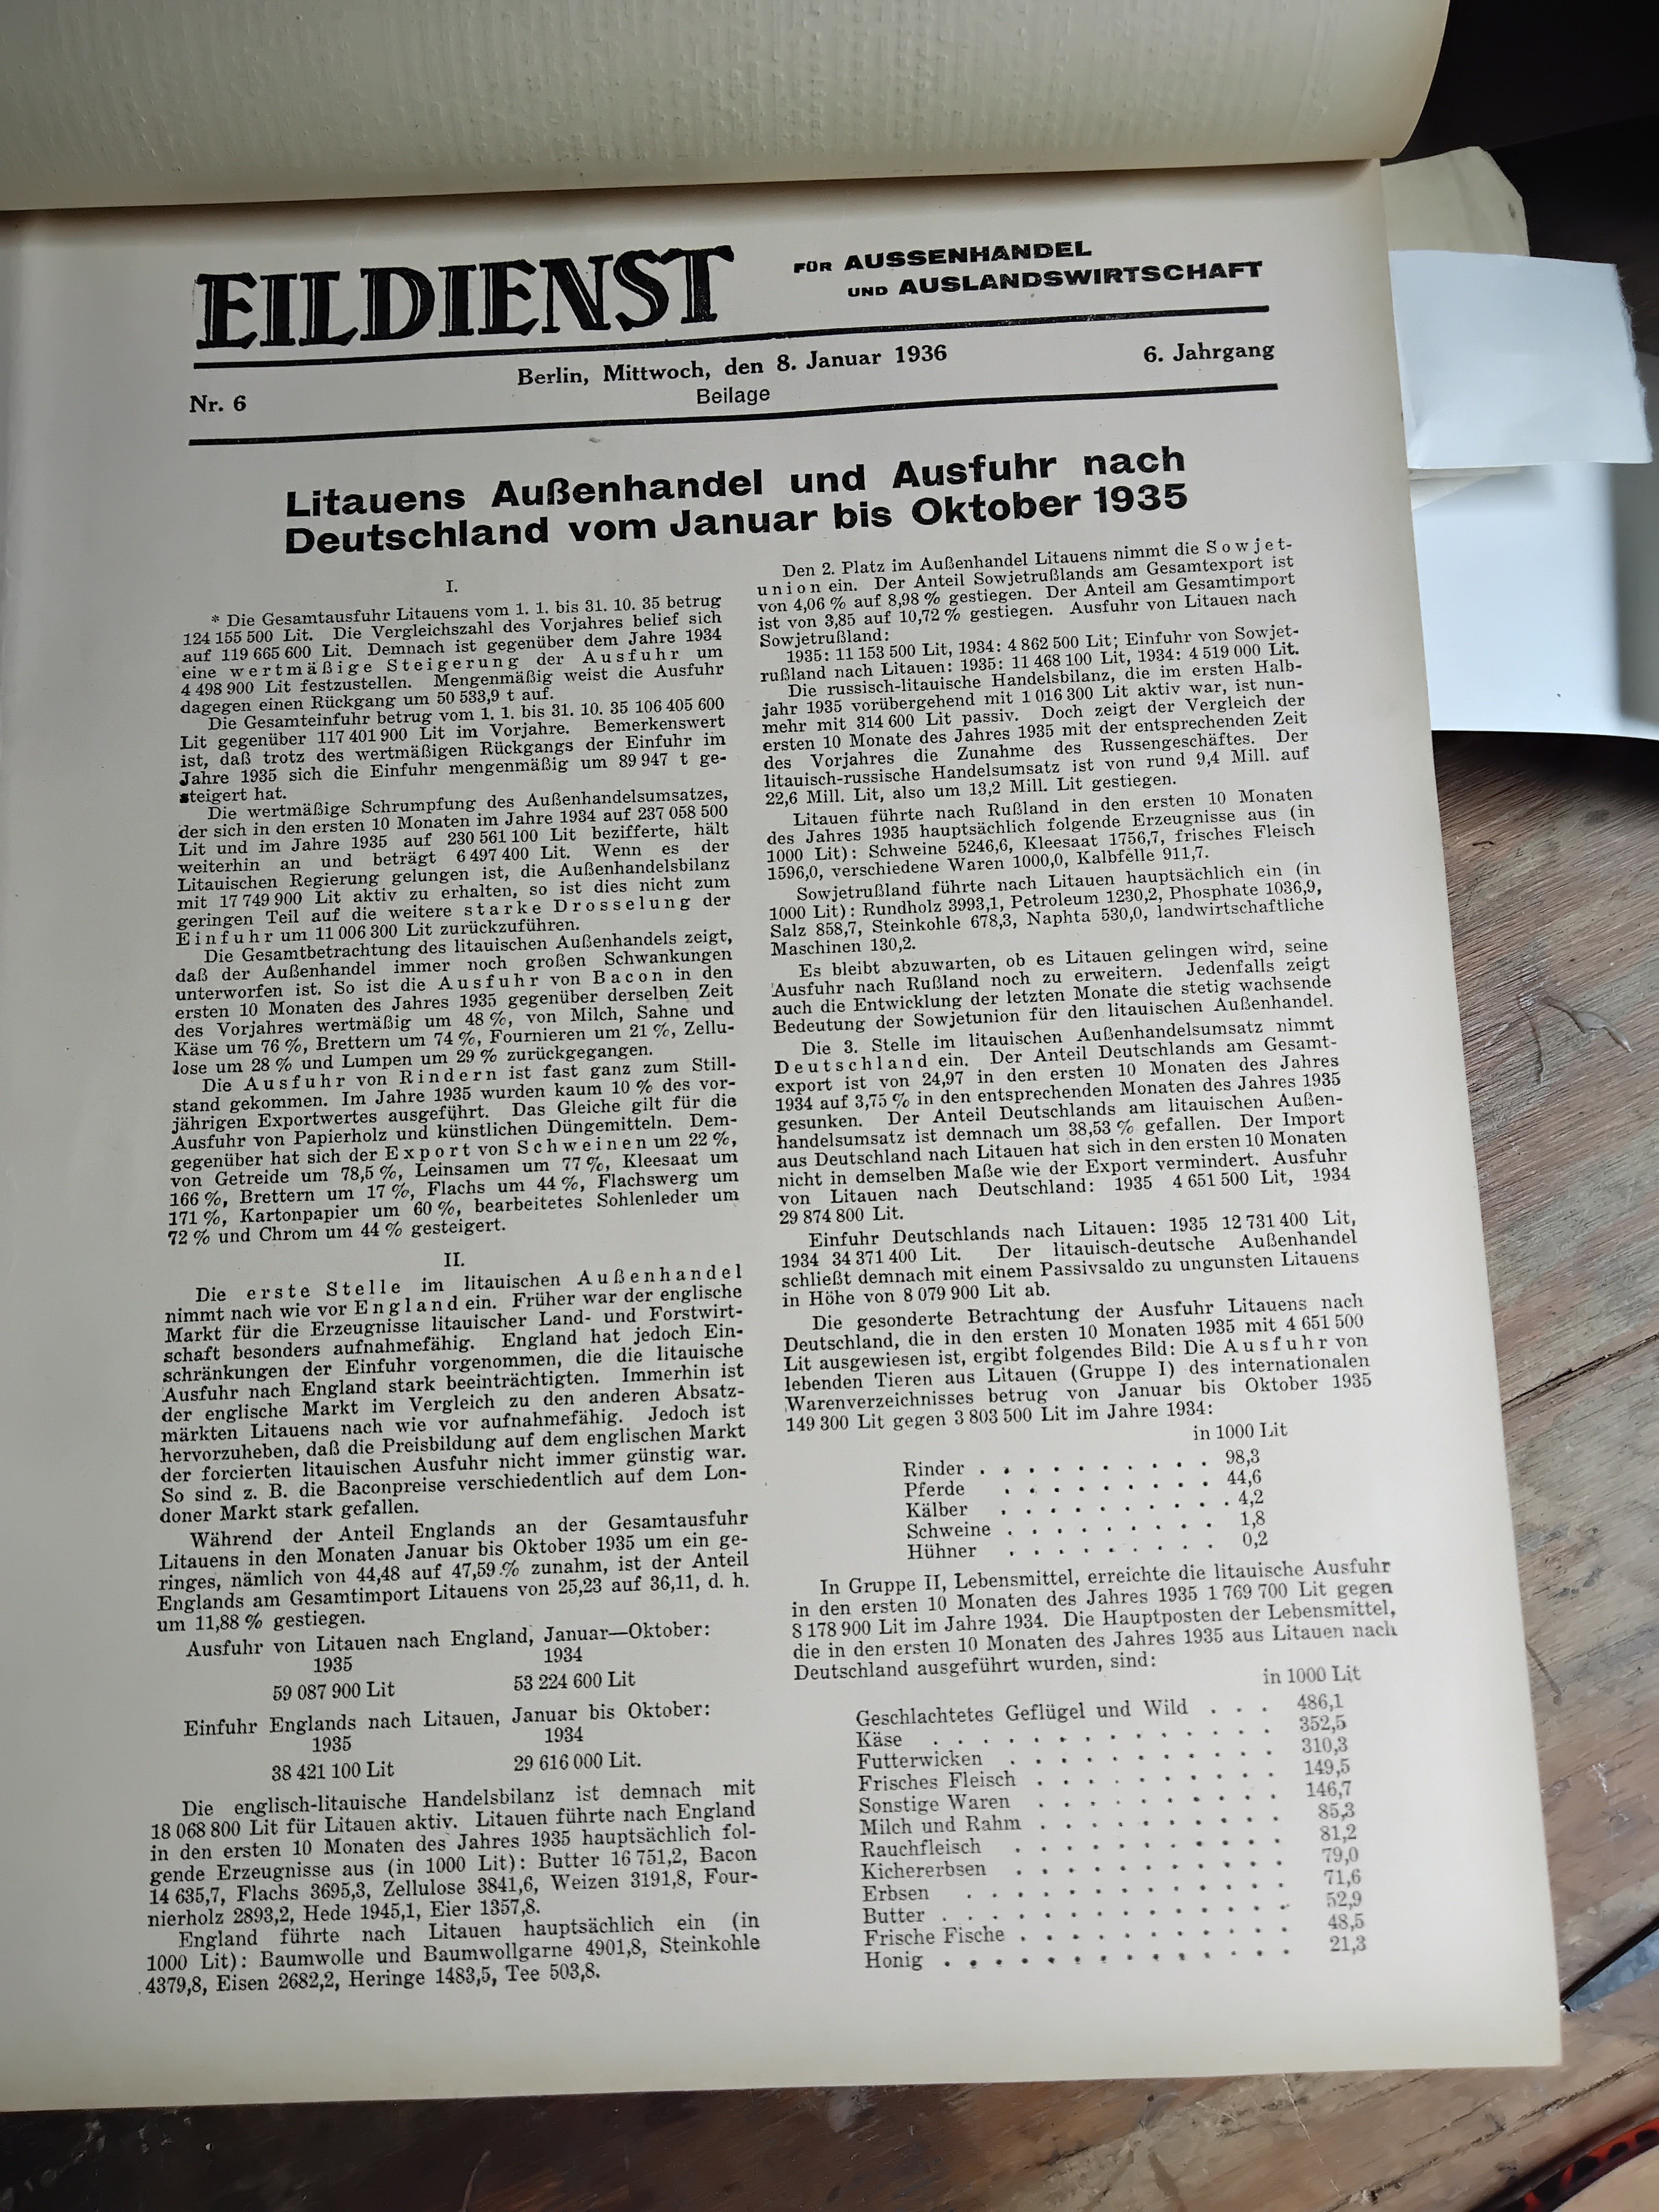 EILDIENST
FÜR AUSSENHANDEL
UND AUSLANDSWIRTSCHAFT
Nr. 6
Berlin, Mittwoch, den 8. Januar 1936
Beilage
6. Jahrgang
Litauens Außenhandel und Ausfuhr nach
Deutschland vom Januar bis Oktober 1935
I.
* Die Gesamtausfuhr Litauens vom 1. 1. bis 31. 10. 35 betrug
124 155 500 Lit. Die Vergleichszahl des Vorjahres belief sich
auf 119 665 600 Lit. Demnach ist gegenüber dem Jahre 1934
eine wertmäßige Steigerung der Ausfuhr um
4 498 900 Lit festzustellen. Mengenmäßig weist die Ausfuhr
dagegen einen Rückgang um 50 533,9 t auf.
Die Gesamteinfuhr betrug vom 1. 1. bis 31. 10. 35 106 405 600
Lit gegenüber 117 401 900 Lit im Vorjahre. Bemerkenswert
ist, daß trotz des wertmäßigen Rückgangs der Einfuhr im
Jahre 1935 sich die Einfuhr mengenmäßig um 89 947 t ge-
steigert hat.
Die wertmäßige Schrumpfung des Außenhandelsumsatzes,
der sich in den ersten 10 Monaten im Jahre 1934 auf 237 058 500
Lit und im Jahre 1935 auf 230 561 100 Lit bezifferte, hält
weiterhin an und beträgt 6 497 400 Lit. Wenn es der
Litauischen Regierung gelungen ist, die Außenhandelsbilanz
mit 17 749 900 Lit aktiv zu erhalten, so ist dies nicht zum
geringen Teil auf die weitere starke Drosselung der
Einfuhr um 11 006 300 Lit zurückzuführen.
Die Gesamtbetrachtung des litauischen Außenhandels zeigt,
daß der Außenhandel immer noch großen Schwankungen
unterworfen ist. So ist die Ausfuhr von Bacon in den
ersten 10 Monaten des Jahres 1935 gegenüber derselben Zeit
des Vorjahres wertmäßig um 48 %, von Milch, Sahne und
Käse um 76 %, Brettern um 74 %, Fournieren um 21 %, Zellu-
lose um 28 % und Lumpen um 29 % zurückgegangen.
Die Ausfuhr von Rindern ist fast ganz zum Still-
stand gekommen. Im Jahre 1935 wurden kaum 10 % des vor-
jährigen Exportwertes ausgeführt. Das Gleiche gilt für die
Ausfuhr von Papierholz und künstlichen Düngemitteln. Dem-
gegenüber hat sich der Export von Schweinen um 22 %,
von Getreide um 78,5 %, Leinsamen um 77 %, Kleesaat um
166 %, Brettern um 17 %, Flachs um 44 %, Flachswerg um
171 %, Kartonpapier um 60 %, bearbeitetes Sohlenleder um
72 % und Chrom um 44 % gesteigert.
II.
Die erste Stelle im litauischen Außenhandel
nimmt nach wie vor England ein. Früher war der englische
Markt für die Erzeugnisse litauischer Land- und Forstwirt-
schaft besonders aufnahmefähig. England hat jedoch Ein-
schränkungen der Einfuhr vorgenommen, die die litauische
Ausfuhr nach England stark beeinträchtigten. Immerhin ist
der englische Markt im Vergleich zu den anderen Absatz-
märkten Litauens nach wie vor aufnahmefähig. Jedoch ist
hervorzuheben, daß die Preisbildung auf dem englischen Markt
der forcierten litauischen Ausfuhr nicht immer günstig war.
So sind z. B. die Baconpreise verschiedentlich auf dem Lon-
doner Markt stark gefallen.
Während der Anteil Englands an der Gesamtausfuhr
Litauens in den Monaten Januar bis Oktober 1935 um ein ge-
ringes, nämlich von 44,48 auf 47,59 % zunahm, ist der Anteil
Englands am Gesamtimport Litauens von 25,23 auf 36,11, d. h.
um 11,88 % gestiegen.
Ausfuhr von Litauen nach England, Januar—Oktober:
1935 1934
59 087 900 Lit 53 224 600 Lit
Einfuhr Englands nach Litauen, Januar bis Oktober:
1935 1934
38 421 100 Lit 29 616 000 Lit.
Die englisch-litauische Handelsbilanz ist demnach mit
18 068 800 Lit für Litauen aktiv. Litauen führte nach England
in den ersten 10 Monaten des Jahres 1935 hauptsächlich fol-
gende Erzeugnisse aus (in 1000 Lit): Butter 16 751,2, Bacon
14 635,7, Flachs 3695,3, Zellulose 3841,6, Weizen 3191,8, Four-
nierholz 2893,2, Hede 1945,1, Eier 1357,8.
England führte nach Litauen hauptsächlich ein (in
1000 Lit): Baumwolle und Baumwollgarne 4901,8, Steinkohle
4379,8, Eisen 2682,2, Heringe 1483,5, Tee 503,8.
Den 2. Platz im Außenhandel Litauens nimmt die Sowjet-
union ein. Der Anteil Sowjetrußlands am Gesamtexport ist
von 4,06 % auf 8,98 % gestiegen. Der Anteil am Gesamtimport
ist von 3,85 auf 10,72 % gestiegen. Ausfuhr von Litauen nach
Sowjetrußland:
1935: 11 153 500 Lit, 1934: 4 862 500 Lit; Einfuhr von Sowjet-
rußland nach Litauen: 1935: 11 468 100 Lit, 1934: 4 519 000 Lit.
Die russisch-litauische Handelsbilanz, die im ersten Halb-
jahr 1935 vorübergehend mit 1 016 300 Lit aktiv war, ist nun-
mehr mit 314 600 Lit passiv. Doch zeigt der Vergleich der
ersten 10 Monate des Jahres 1935 mit der entsprechenden Zeit
des Vorjahres die Zunahme des Russengeschäftes. Der
litauisch-russische Handelsumsatz ist von rund 9,4 Mill. auf
22,6 Mill. Lit, also um 13,2 Mill. Lit gestiegen.
Litauen führte nach Rußland in den ersten 10 Monaten
des Jahres 1935 hauptsächlich folgende Erzeugnisse aus (in
1000 Lit): Schweine 5246,6, Kleesaat 1756,7, frisches Fleisch
1596,0, verschiedene Waren 1000,0, Kalbfelle 911,7.
Sowjetrußland führte nach Litauen hauptsächlich ein (in
1000 Lit): Rundholz 3993,1, Petroleum 1230,2, Phosphate 1036,9,
Salz 858,7, Steinkohle 678,3, Naphta 530,0, landwirtschaftliche
Maschinen 130,2.
Es bleibt abzuwarten, ob es Litauen gelingen wird, seine
Ausfuhr nach Rußland noch zu erweitern. Jedenfalls zeigt
auch die Entwicklung der letzten Monate die stetig wachsende
Bedeutung der Sowjetunion für den litauischen Außenhandel.
Die 3. Stelle im litauischen Außenhandelsumsatz nimmt
Deutschland ein. Der Anteil Deutschlands am Gesamt-
export ist von 24,97 in den ersten 10 Monaten des Jahres
1934 auf 3,75 % in den entsprechenden Monaten des Jahres 1935
gesunken. Der Anteil Deutschlands am litauischen Außen-
handelsumsatz ist demnach um 38,53 % gefallen. Der Import
aus Deutschland nach Litauen hat sich in den ersten 10 Monaten
nicht in demselben Maße wie der Export vermindert. Ausfuhr
von Litauen nach Deutschland: 1935 4 651 500 Lit, 1934
29 874 800 Lit.
Einfuhr Deutschlands nach Litauen: 1935 12 731 400 Lit,
1934 34 371 400 Lit. Der litauisch-deutsche Außenhandel
schließt demnach mit einem Passivsaldo zu ungunsten Litauens
in Höhe von 8 079 900 Lit ab.
Die gesonderte Betrachtung der Ausfuhr Litauens nach
Deutschland, die in den ersten 10 Monaten 1935 mit 4 651 500
Lit ausgewiesen ist, ergibt folgendes Bild: Die Ausfuhr von
lebenden Tieren aus Litauen (Gruppe I) des internationalen
Warenverzeichnisses betrug von Januar bis Oktober 1935
149 300 Lit gegen 3 803 500 Lit im Jahre 1934:
in 1000 Lit
Rinder . . . . . . . . . . 98,3
Pferde . . . . . . . . . 44,6
Kälber . . . . . . . . . . 4,2
Schweine . . . . . . . . . 1,8
Hühner . . . . . . . . . 0,2
In Gruppe II, Lebensmittel, erreichte die litauische Ausfuhr
in den ersten 10 Monaten des Jahres 1935 1 769 700 Lit gegen
8 178 900 Lit im Jahre 1934. Die Hauptposten der Lebensmittel,
die in den ersten 10 Monaten des Jahres 1935 aus Litauen nach
Deutschland ausgeführt wurden, sind:
in 1000 Lit
Geschlachtetes Geflügel und Wild . . . 486,1
Käse . . . . . . . . . . . 352,5
Futterwicken . . . . . . . . . 310,3
Frisches Fleisch . . . . . . . . 149,5
Sonstige Waren . . . . . . . . 146,7
Milch und Rahm . . . . . . . . 85,3
Rauchfleisch . . . . . . . . . 81,2
Kichererbsen . . . . . . . . . 79,0
Erbsen . . . . . . . . . . . 71,6
Butter . . . . . . . . . . . 52,9
Frische Fische . . . . . . . . . 48,5
Honig . . . . . . . . . . . 21,3